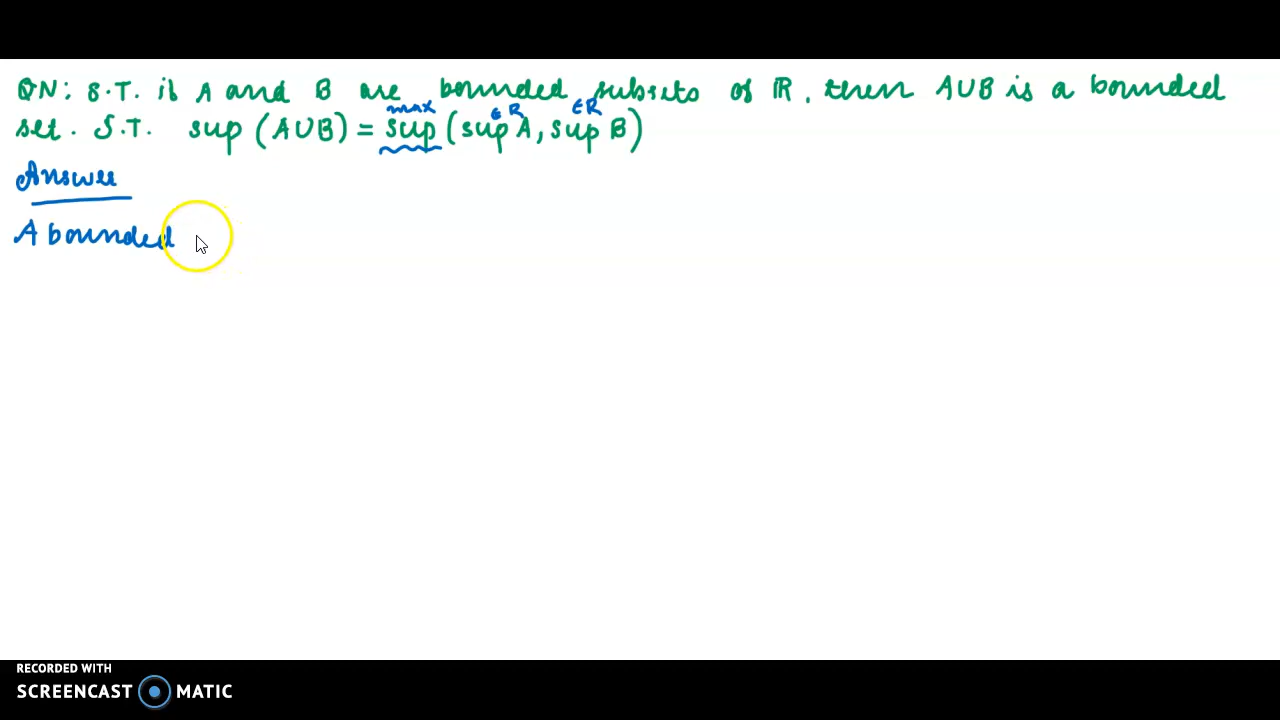 QN: S.T. if A and B are bounded subsets of ℝ, then A∪B is a bounded
max ∈R ∈R
set. S.T. sup (A∪B) = sup (sup A, sup B)
Answer
A bounded
RECORDED WITH
SCREENCAST MATIC